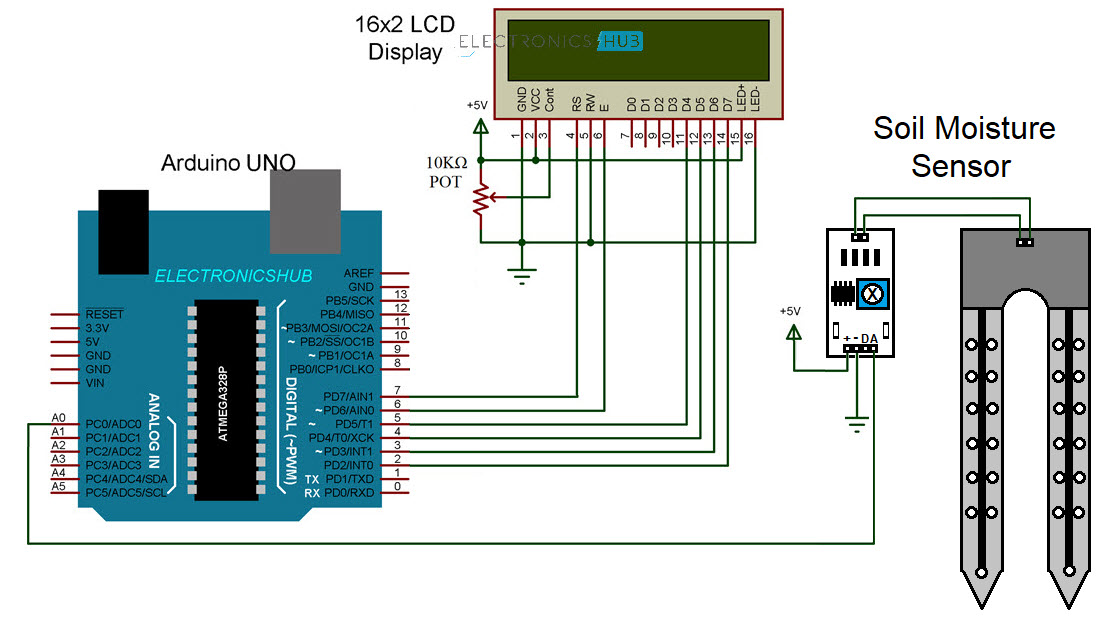 16x2 LCD
Display
ELECTRONICS HUB
+5V
GND
VCC
Cont
RS
RW
E
D0
D1
D2
D3
D4
D5
D6
D7
LED+
LED-
1
2
3
4
5
6
7
8
9
10
11
12
13
14
15
16
10KΩ
POT
Soil Moisture
Sensor
Arduino UNO
ELECTRONICSHUB
AREF
GND
PB5/SCK 13
PB4/MISO 12
~PB3/MOSI/OC2A 11
~ PB2/SS/OC1B 10
~ PB1/OC1A 9
PB0/ICP1/CLKO 8
PD7/AIN1 7
~PD6/AIN0 6
~ PD5/T1 5
PD4/T0/XCK 4
~PD3/INT1 3
PD2/INT0 2
TX PD1/TXD 1
RX PD0/RXD 0
RESET
3.3V
5V
GND
GND
VIN
A0 PC0/ADC0
A1 PC1/ADC1
A2 PC2/ADC2
A3 PC3/ADC3
A4 PC4/ADC4/SDA
A5 PC5/ADC5/SCL
ANALOG IN
ATMEGA328P
DIGITAL (~PWM)
+5V
+-DA